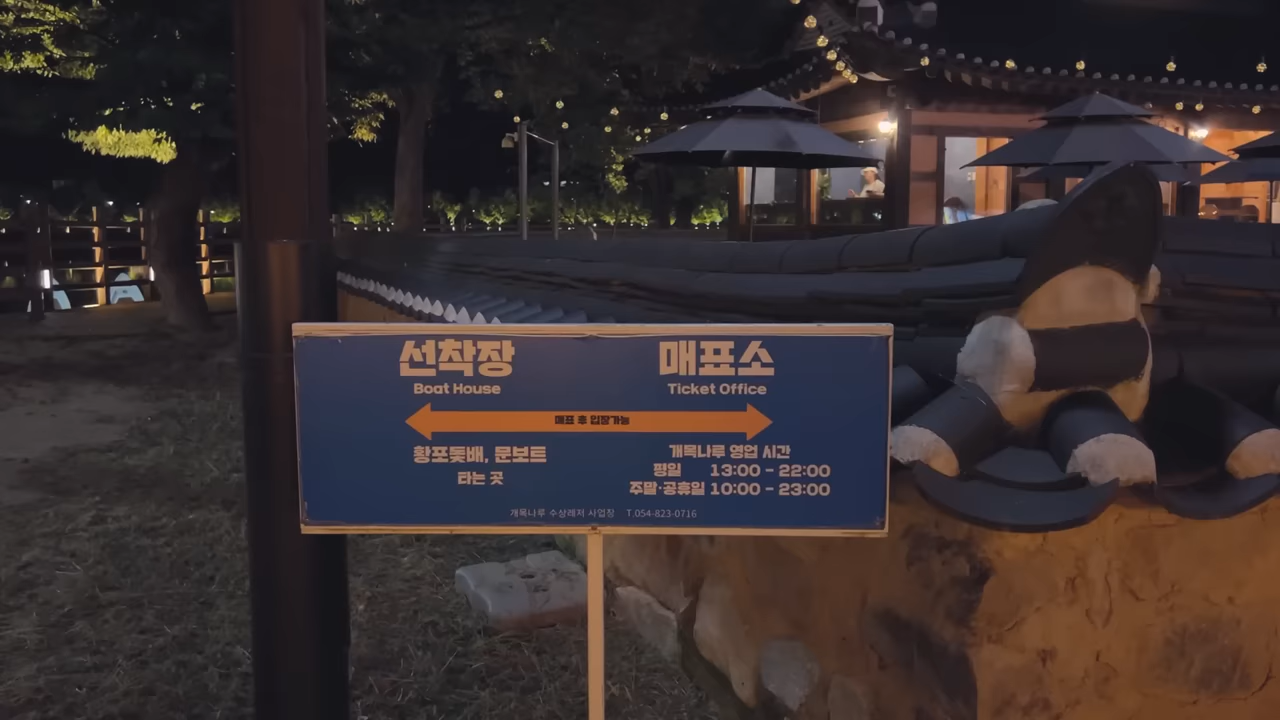 선착장
Boat House
매표소
Ticket Office
매표 후 입장가능
황포돛배, 문보트
타는 곳
개목나루 영업 시간
평일 13:00 - 22:00
주말·공휴일 10:00 - 23:00
개목나루 수상레저 사업장 T.054-823-0716